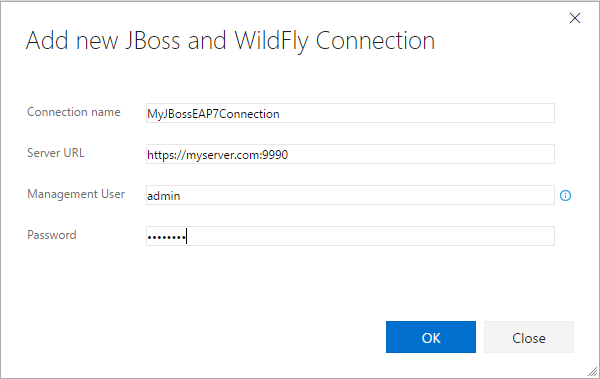 Add new JBoss and WildFly Connection
Connection name MyJBossEAP7Connection
Server URL https://myserver.com:9990
Management User admin
Password ••••••••
OK Close